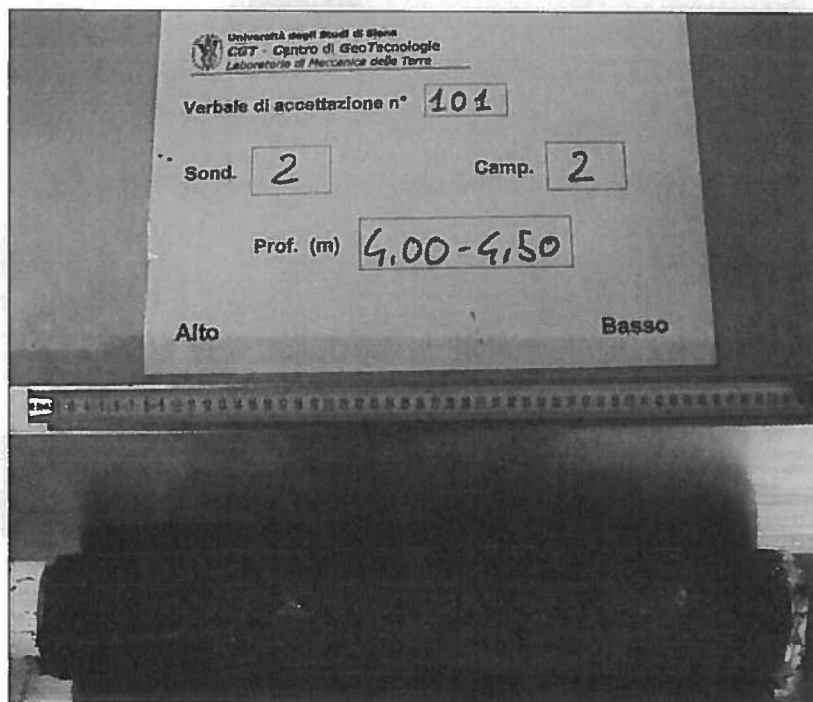 Università degli Studi di Siena
CGT - Centro di GeoTecnologie
Laboratorio di Meccanica delle Terre
Verbale di accettazione n° 101
Sond. 2 Camp. 2
Prof. (m) 4,00-4,50
Alto Basso